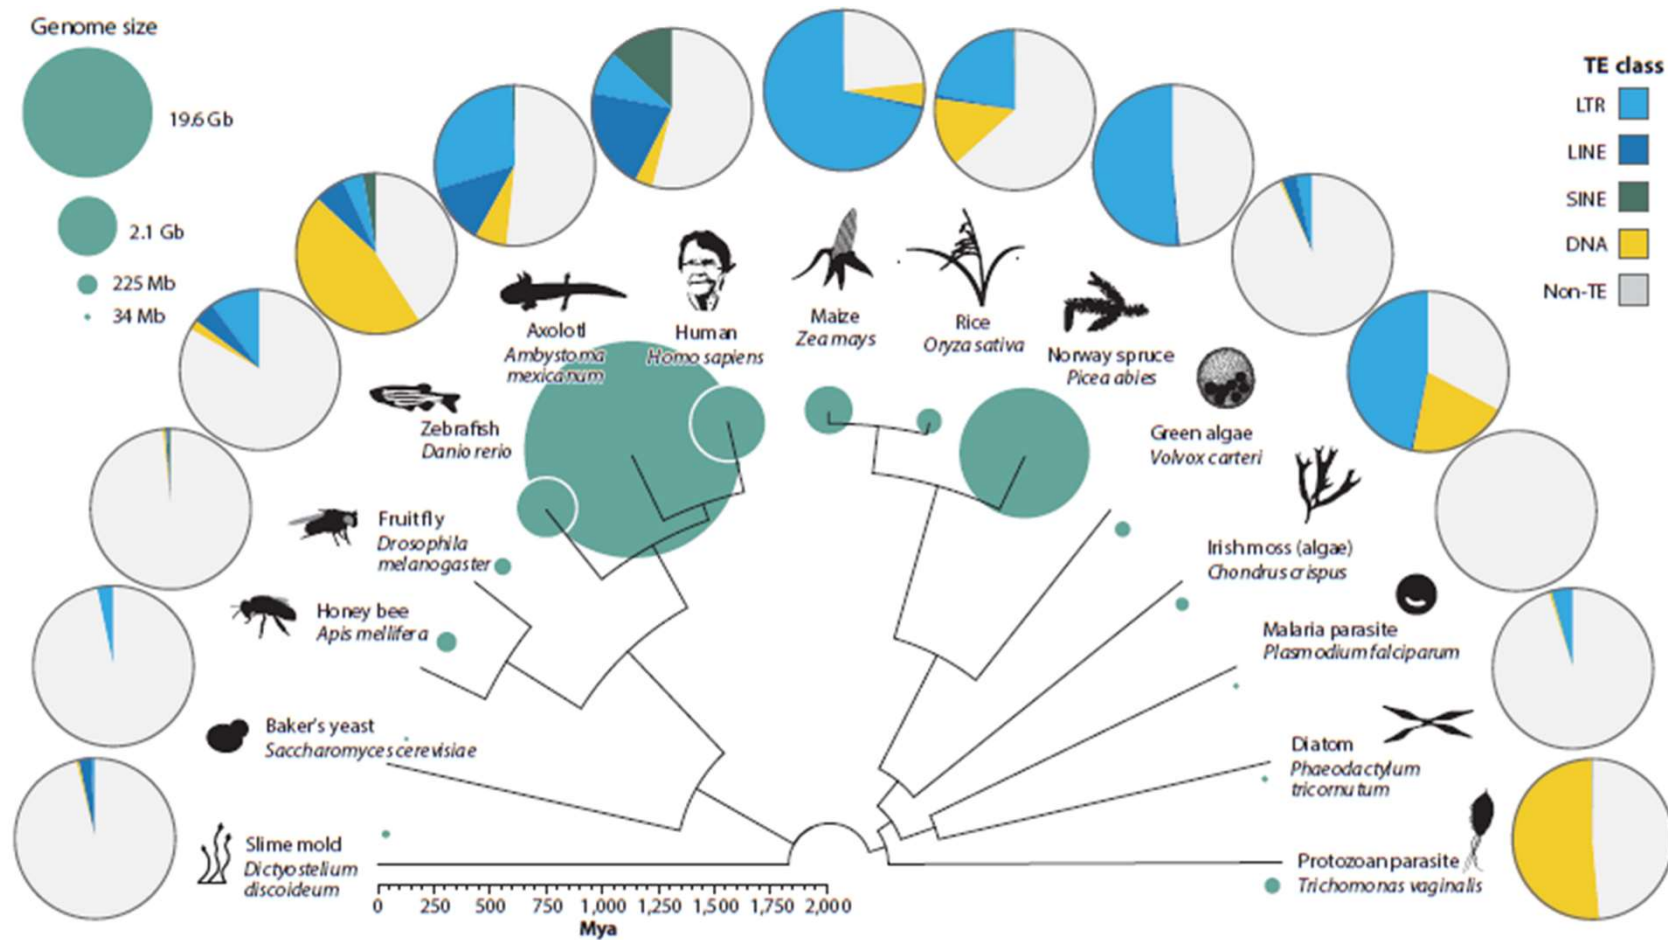 Genome size
19.6 Gb
2.1 Gb
225 Mb
34 Mb
TE class
LTR
LINE
SINE
DNA
Non-TE
Axolotl
Ambystoma
mexicanum
Human
Homo sapiens
Maize
Zea mays
Rice
Oryza sativa
Norway spruce
Picea abies
Zebrafish
Danio rerio
Green algae
Volvox carteri
Fruit fly
Drosophila
melanogaster
Irish moss (algae)
Chondrus crispus
Honey bee
Apis mellifera
Malaria parasite
Plasmodium falciparum
Baker's yeast
Saccharomyces cerevisiae
Diatom
Phaeodactylum
tricornutum
Slime mold
Dictyostelium
discoideum
Protozoan parasite
Trichomonas vaginalis
0 250 500 750 1,000 1,250 1,500 1,750 2,000
Mya